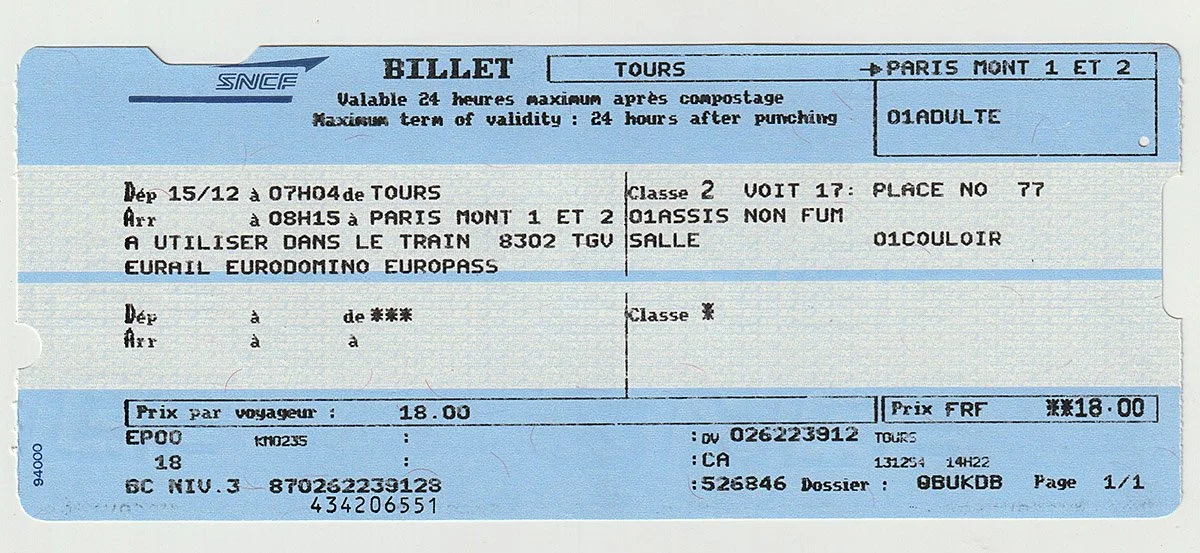 SNCF BILLET TOURS → PARIS MONT 1 ET 2
Valable 24 heures maximum après compostage
Maximum term of validity : 24 hours after punching
01ADULTE
Dép 15/12 à 07H04 de TOURS Classe 2 VOIT 17: PLACE NO 77
Arr à 08H15 à PARIS MONT 1 ET 2 01ASSIS NON FUM
A UTILISER DANS LE TRAIN 8302 TGV SALLE 01COULOIR
EURAIL EURODOMINO EUROPASS
Dép à de *** Classe *
Arr à à
Prix par voyageur : 18.00 Prix FRF **18.00
EP00 KM0235 : :DV 026223912 TOURS
18 : :CA 131254 14H22
BC NIV.3 870262239128 :526846 Dossier : QBUKDB Page 1/1
434206551
94000